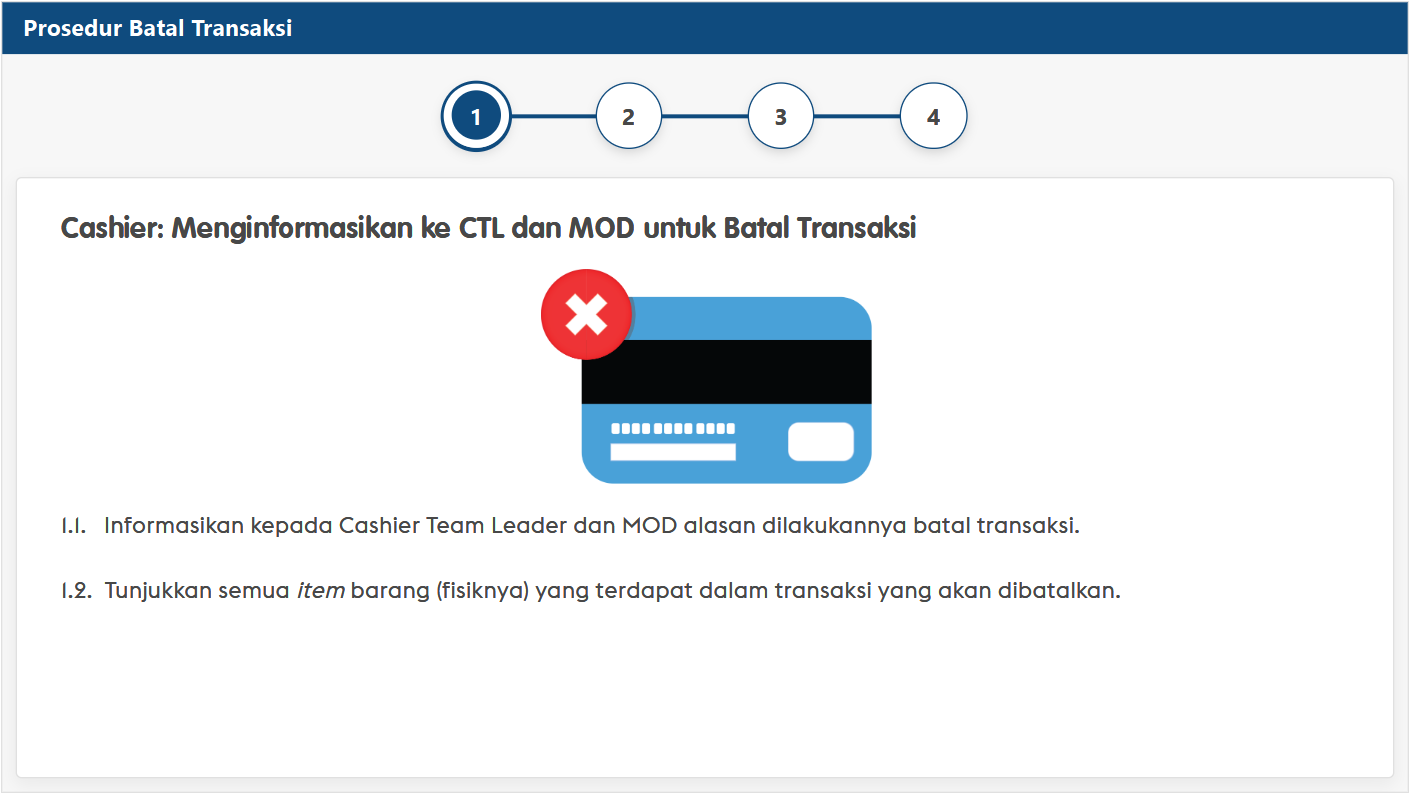 Prosedur Batal Transaksi
1 2 3 4
Cashier: Menginformasikan ke CTL dan MOD untuk Batal Transaksi
1.1. Informasikan kepada Cashier Team Leader dan MOD alasan dilakukannya batal transaksi.
1.2. Tunjukkan semua item barang (fisiknya) yang terdapat dalam transaksi yang akan dibatalkan.